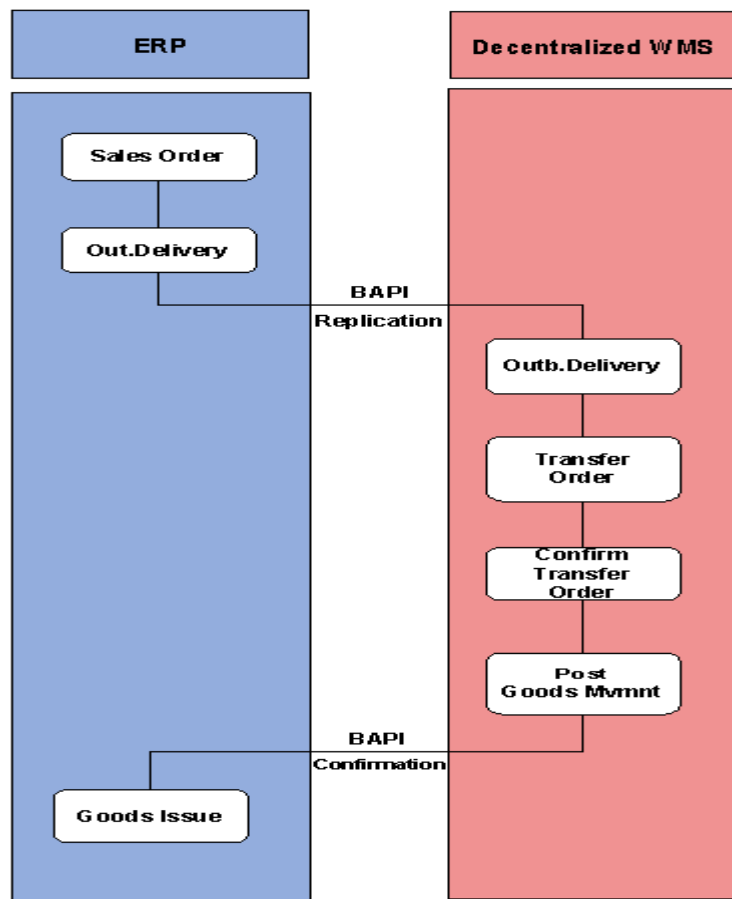 ERP
Decentralized WMS
Sales Order
Out.Delivery
BAPI
Replication
Outb.Delivery
Transfer
Order
Confirm
Transfer
Order
Post
Goods Mvmnt
BAPI
Confirmation
Goods Issue